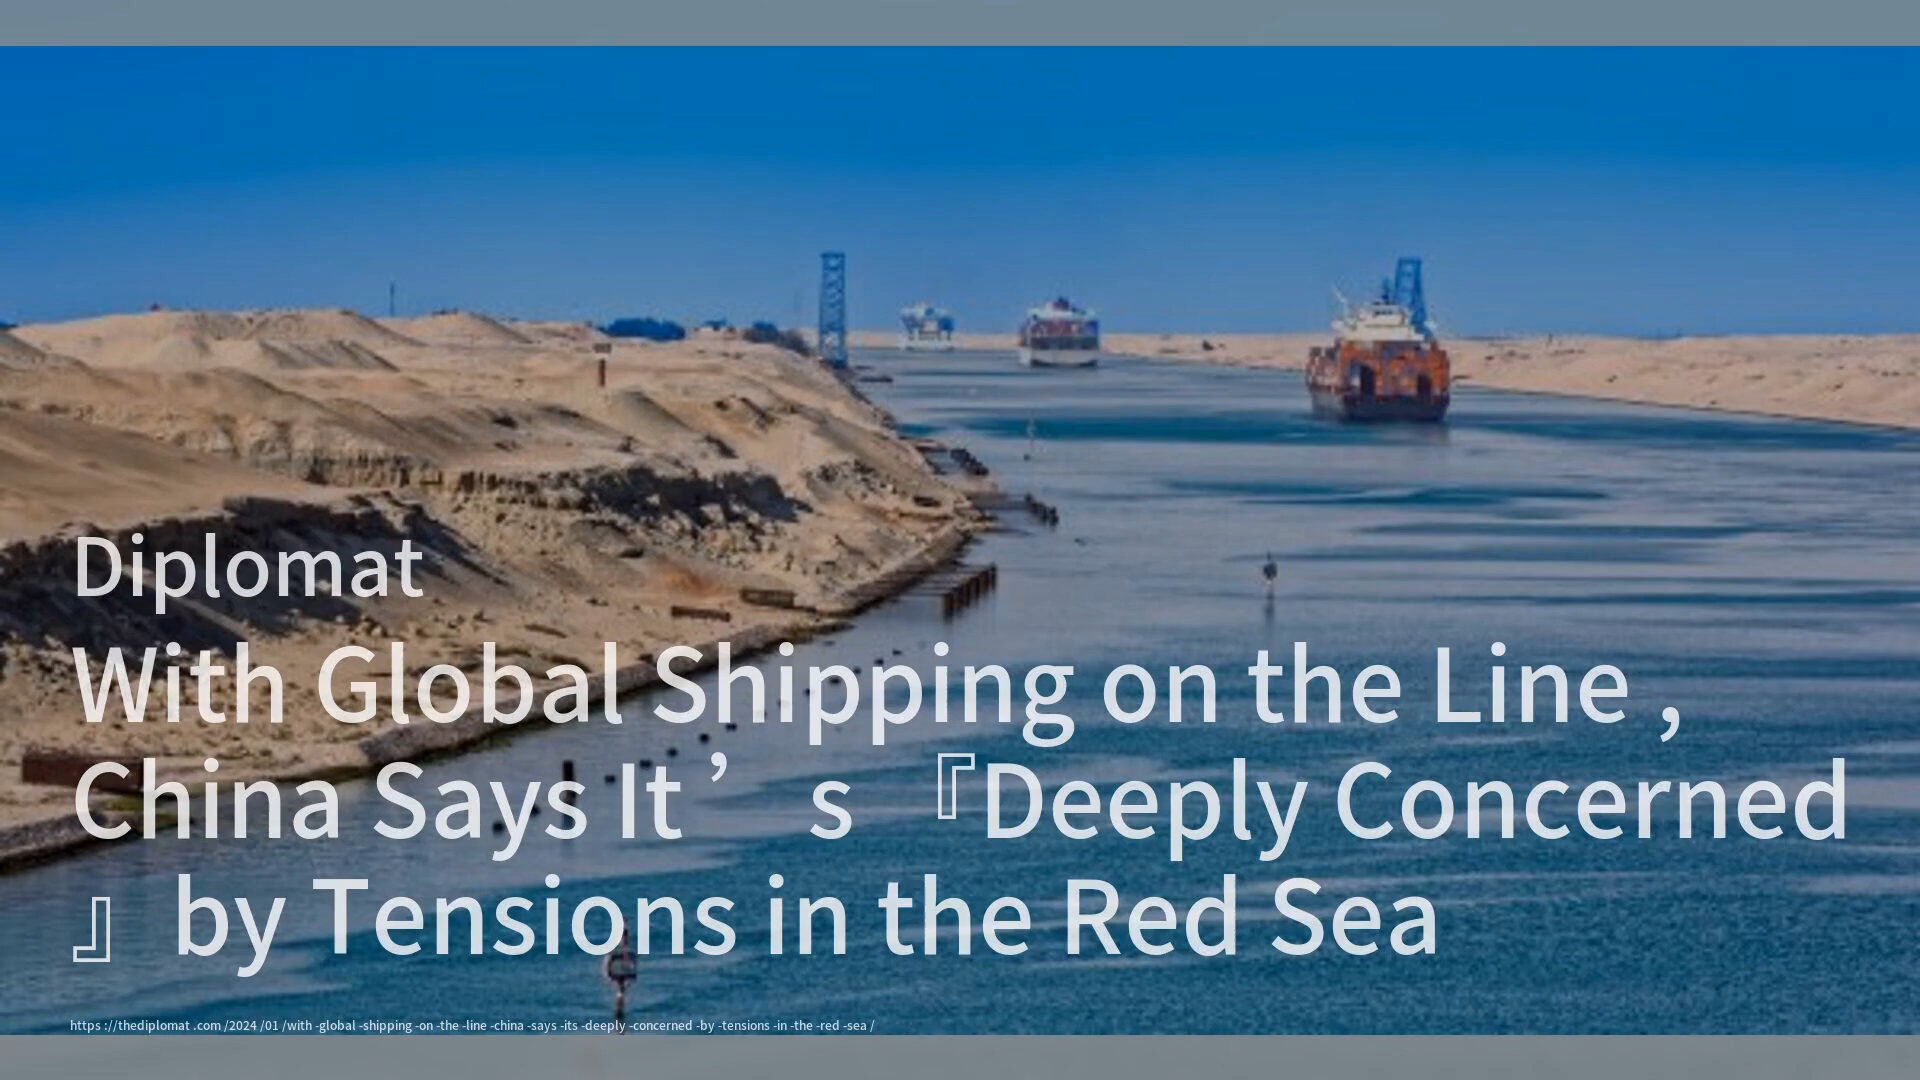 Diplomat
With Global Shipping on the Line ,
China Says It ’ s 『Deeply Concerned
』 by Tensions in the Red Sea
https ://thediplomat .com /2024 /01 /with -global -shipping -on -the -line -china -says -its -deeply -concerned -by -tensions -in -the -red -sea /